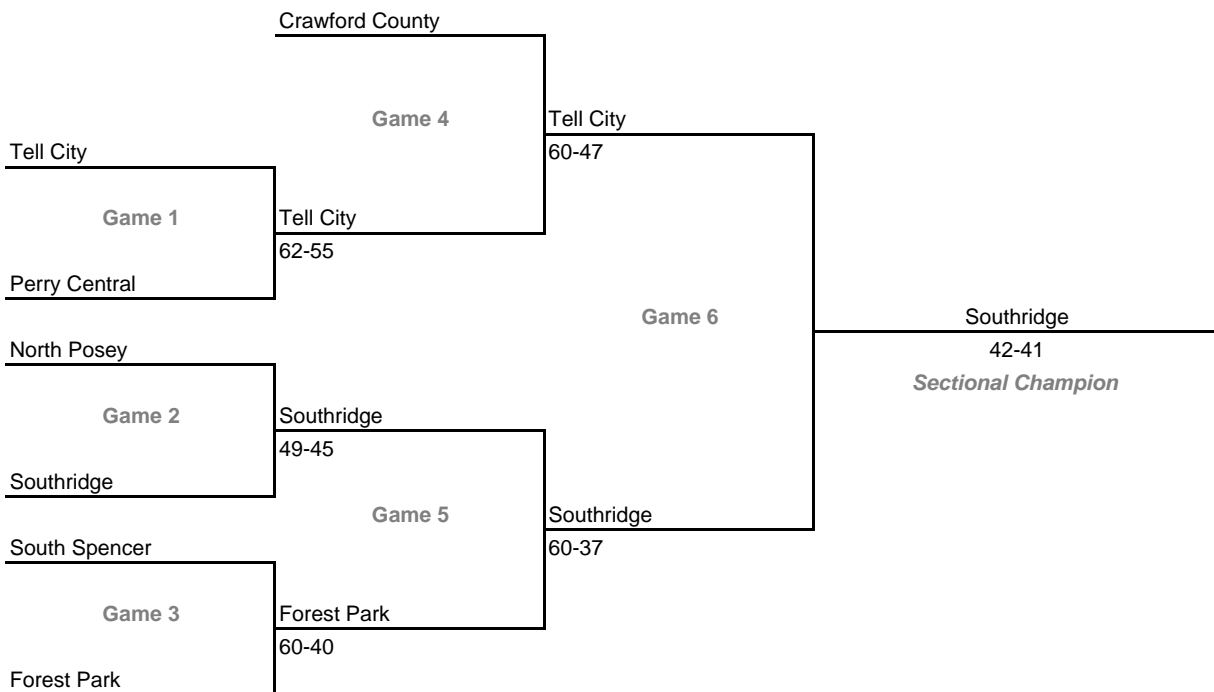 Crawford County
Game 4
Tell City
Tell City
60-47
Game 1
Tell City
62-55
Perry Central
Game 6
Southridge
North Posey
42-41
Sectional Champion
Game 2
Southridge
49-45
Southridge
Game 5
Southridge
South Spencer
60-37
Game 3
Forest Park
60-40
Forest Park